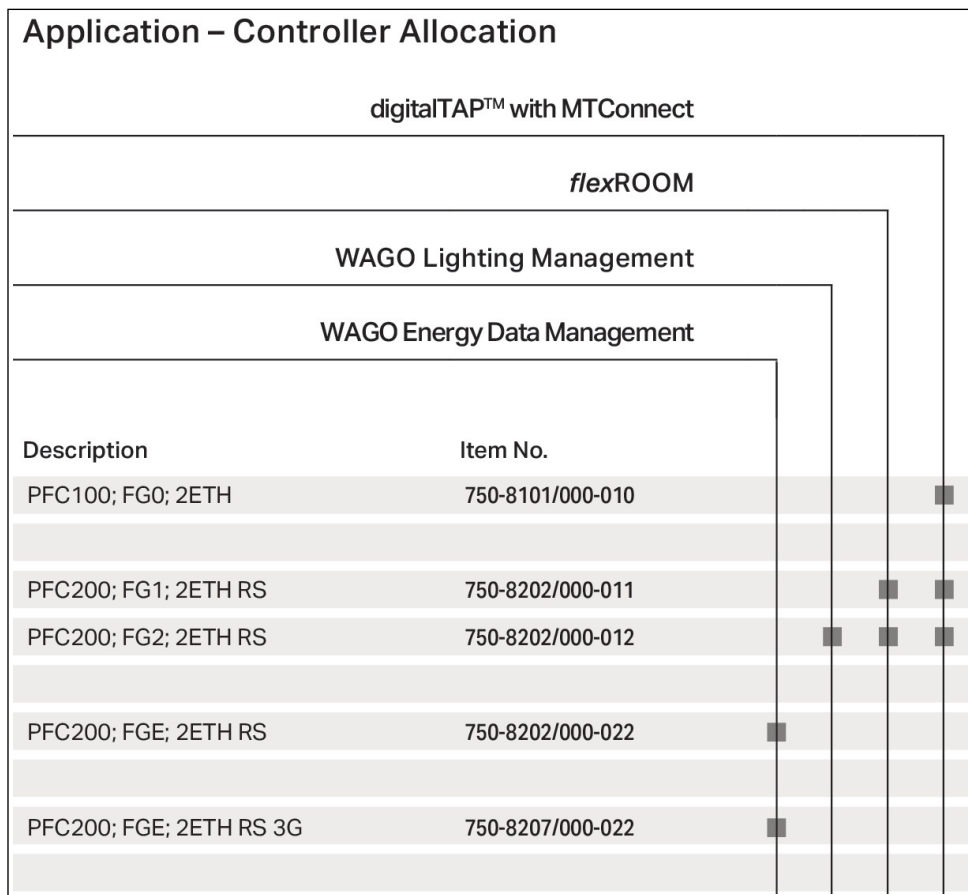 Application – Controller Allocation
digitalTAP™ with MTConnect
flexROOM
WAGO Lighting Management
WAGO Energy Data Management
Description Item No.
PFC100; FG0; 2ETH 750-8101/000-010
PFC200; FG1; 2ETH RS 750-8202/000-011
PFC200; FG2; 2ETH RS 750-8202/000-012
PFC200; FGE; 2ETH RS 750-8202/000-022
PFC200; FGE; 2ETH RS 3G 750-8207/000-022